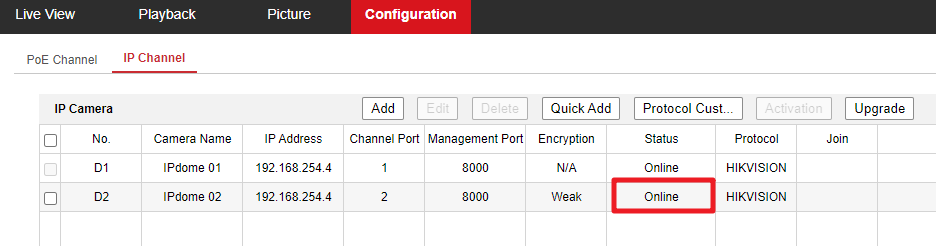 Live View Playback Picture Configuration
PoE Channel IP Channel
IP Camera Add Edit Delete Quick Add Protocol Cust... Activation Upgrade
No. Camera Name IP Address Channel Port Management Port Encryption Status Protocol Join
D1 IPdome 01 192.168.254.4 1 8000 N/A Online HIKVISION
D2 IPdome 02 192.168.254.4 2 8000 Weak Online HIKVISION